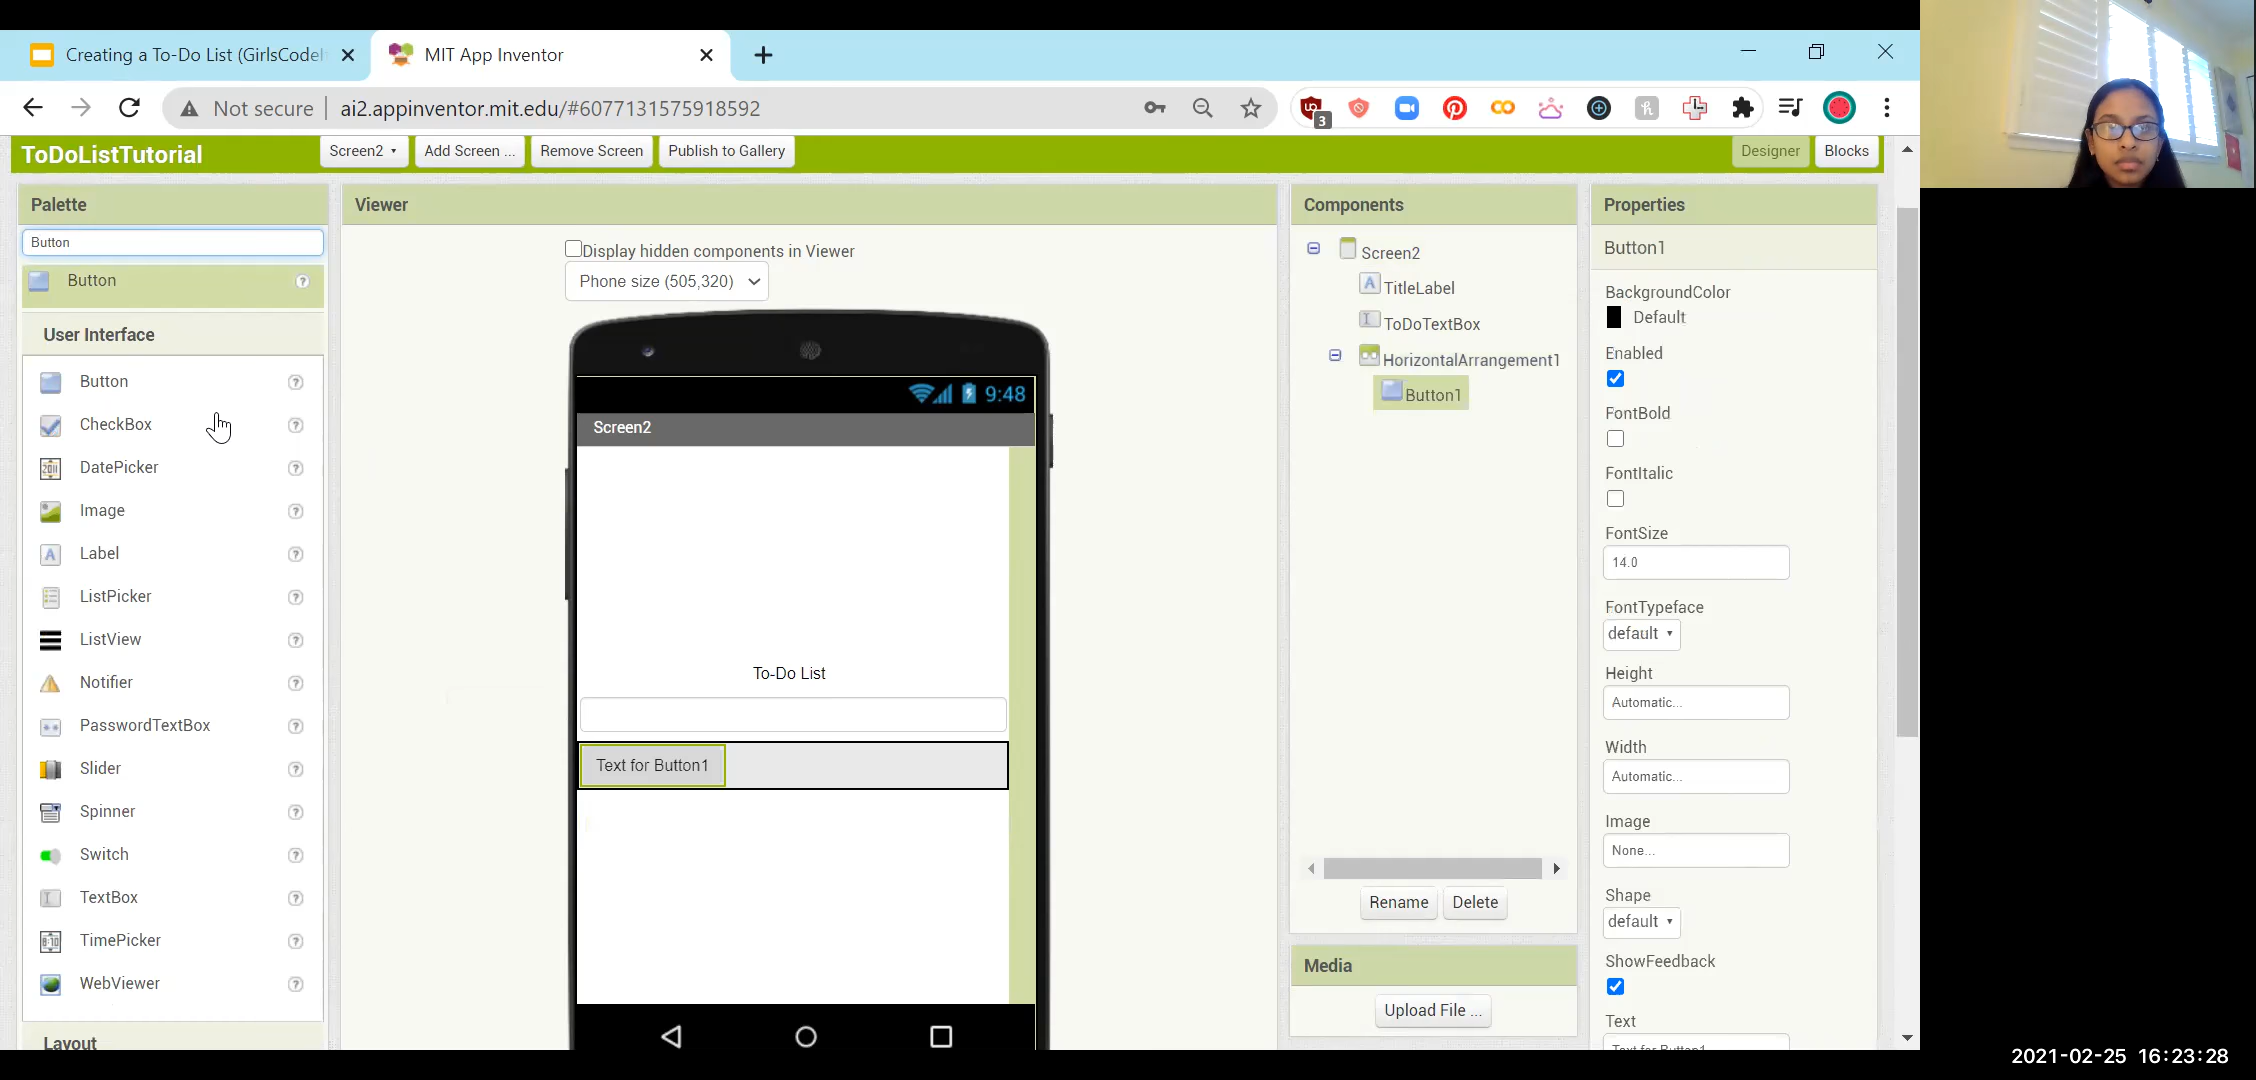 Creating a To-Do List (GirlsCode
MIT App Inventor
Not secure
ai2.appinventor.mit.edu/#6077131575918592
3
ToDoListTutorial
Screen2
Add Screen ...
Remove Screen
Publish to Gallery
Designer
Blocks
Palette
Button
Button
User Interface
Button
CheckBox
DatePicker
Image
Label
ListPicker
ListView
Notifier
PasswordTextBox
Slider
Spinner
Switch
TextBox
TimePicker
WebViewer
Layout
Viewer
Display hidden components in Viewer
Phone size (505,320)
9:48
Screen2
To-Do List
Text for Button1
Components
Screen2
TitleLabel
ToDoTextBox
HorizontalArrangement1
Button1
Rename
Delete
Media
Upload File ...
Properties
Button1
BackgroundColor
Default
Enabled
FontBold
FontItalic
FontSize
14.0
FontTypeface
default
Height
Automatic...
Width
Automatic...
Image
None...
Shape
default
ShowFeedback
Text
Text for Button1
2021-02-25 16:23:28